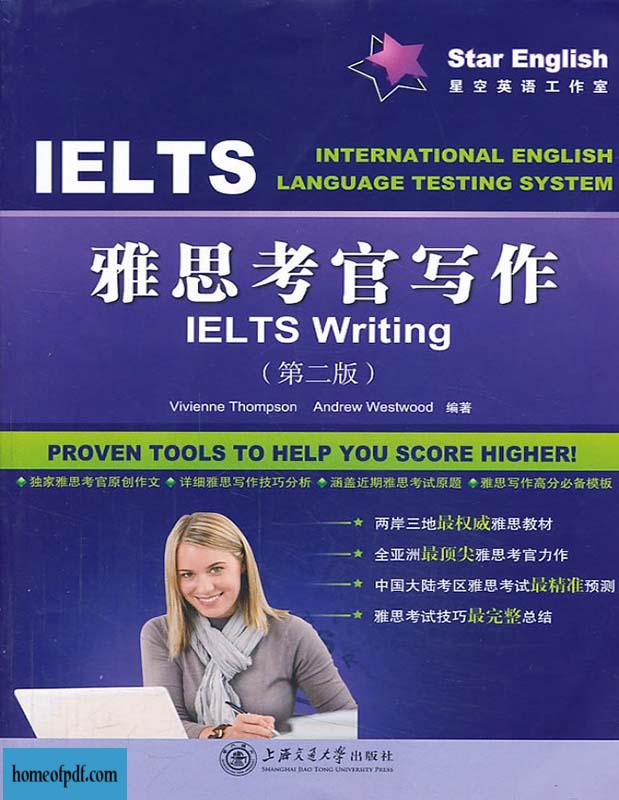 Star English
星空英语工作室
IELTS
INTERNATIONAL ENGLISH
LANGUAGE TESTING SYSTEM
雅思考官写作
IELTS Writing
（第二版）
Vivienne Thompson Andrew Westwood 编著
PROVEN TOOLS TO HELP YOU SCORE HIGHER!
◆独家雅思考官原创作文 ◆详细雅思写作技巧分析 ◆涵盖近期雅思考试原题 ◆雅思写作高分必备模板
两岸三地最权威雅思教材
全亚洲最顶尖雅思考官力作
中国大陆考区雅思考试最精准预测
雅思考试技巧最完整总结
上海交通大学出版社
SHANGHAI JIAO TONG UNIVERSITY PRESS
homeofpdf.com